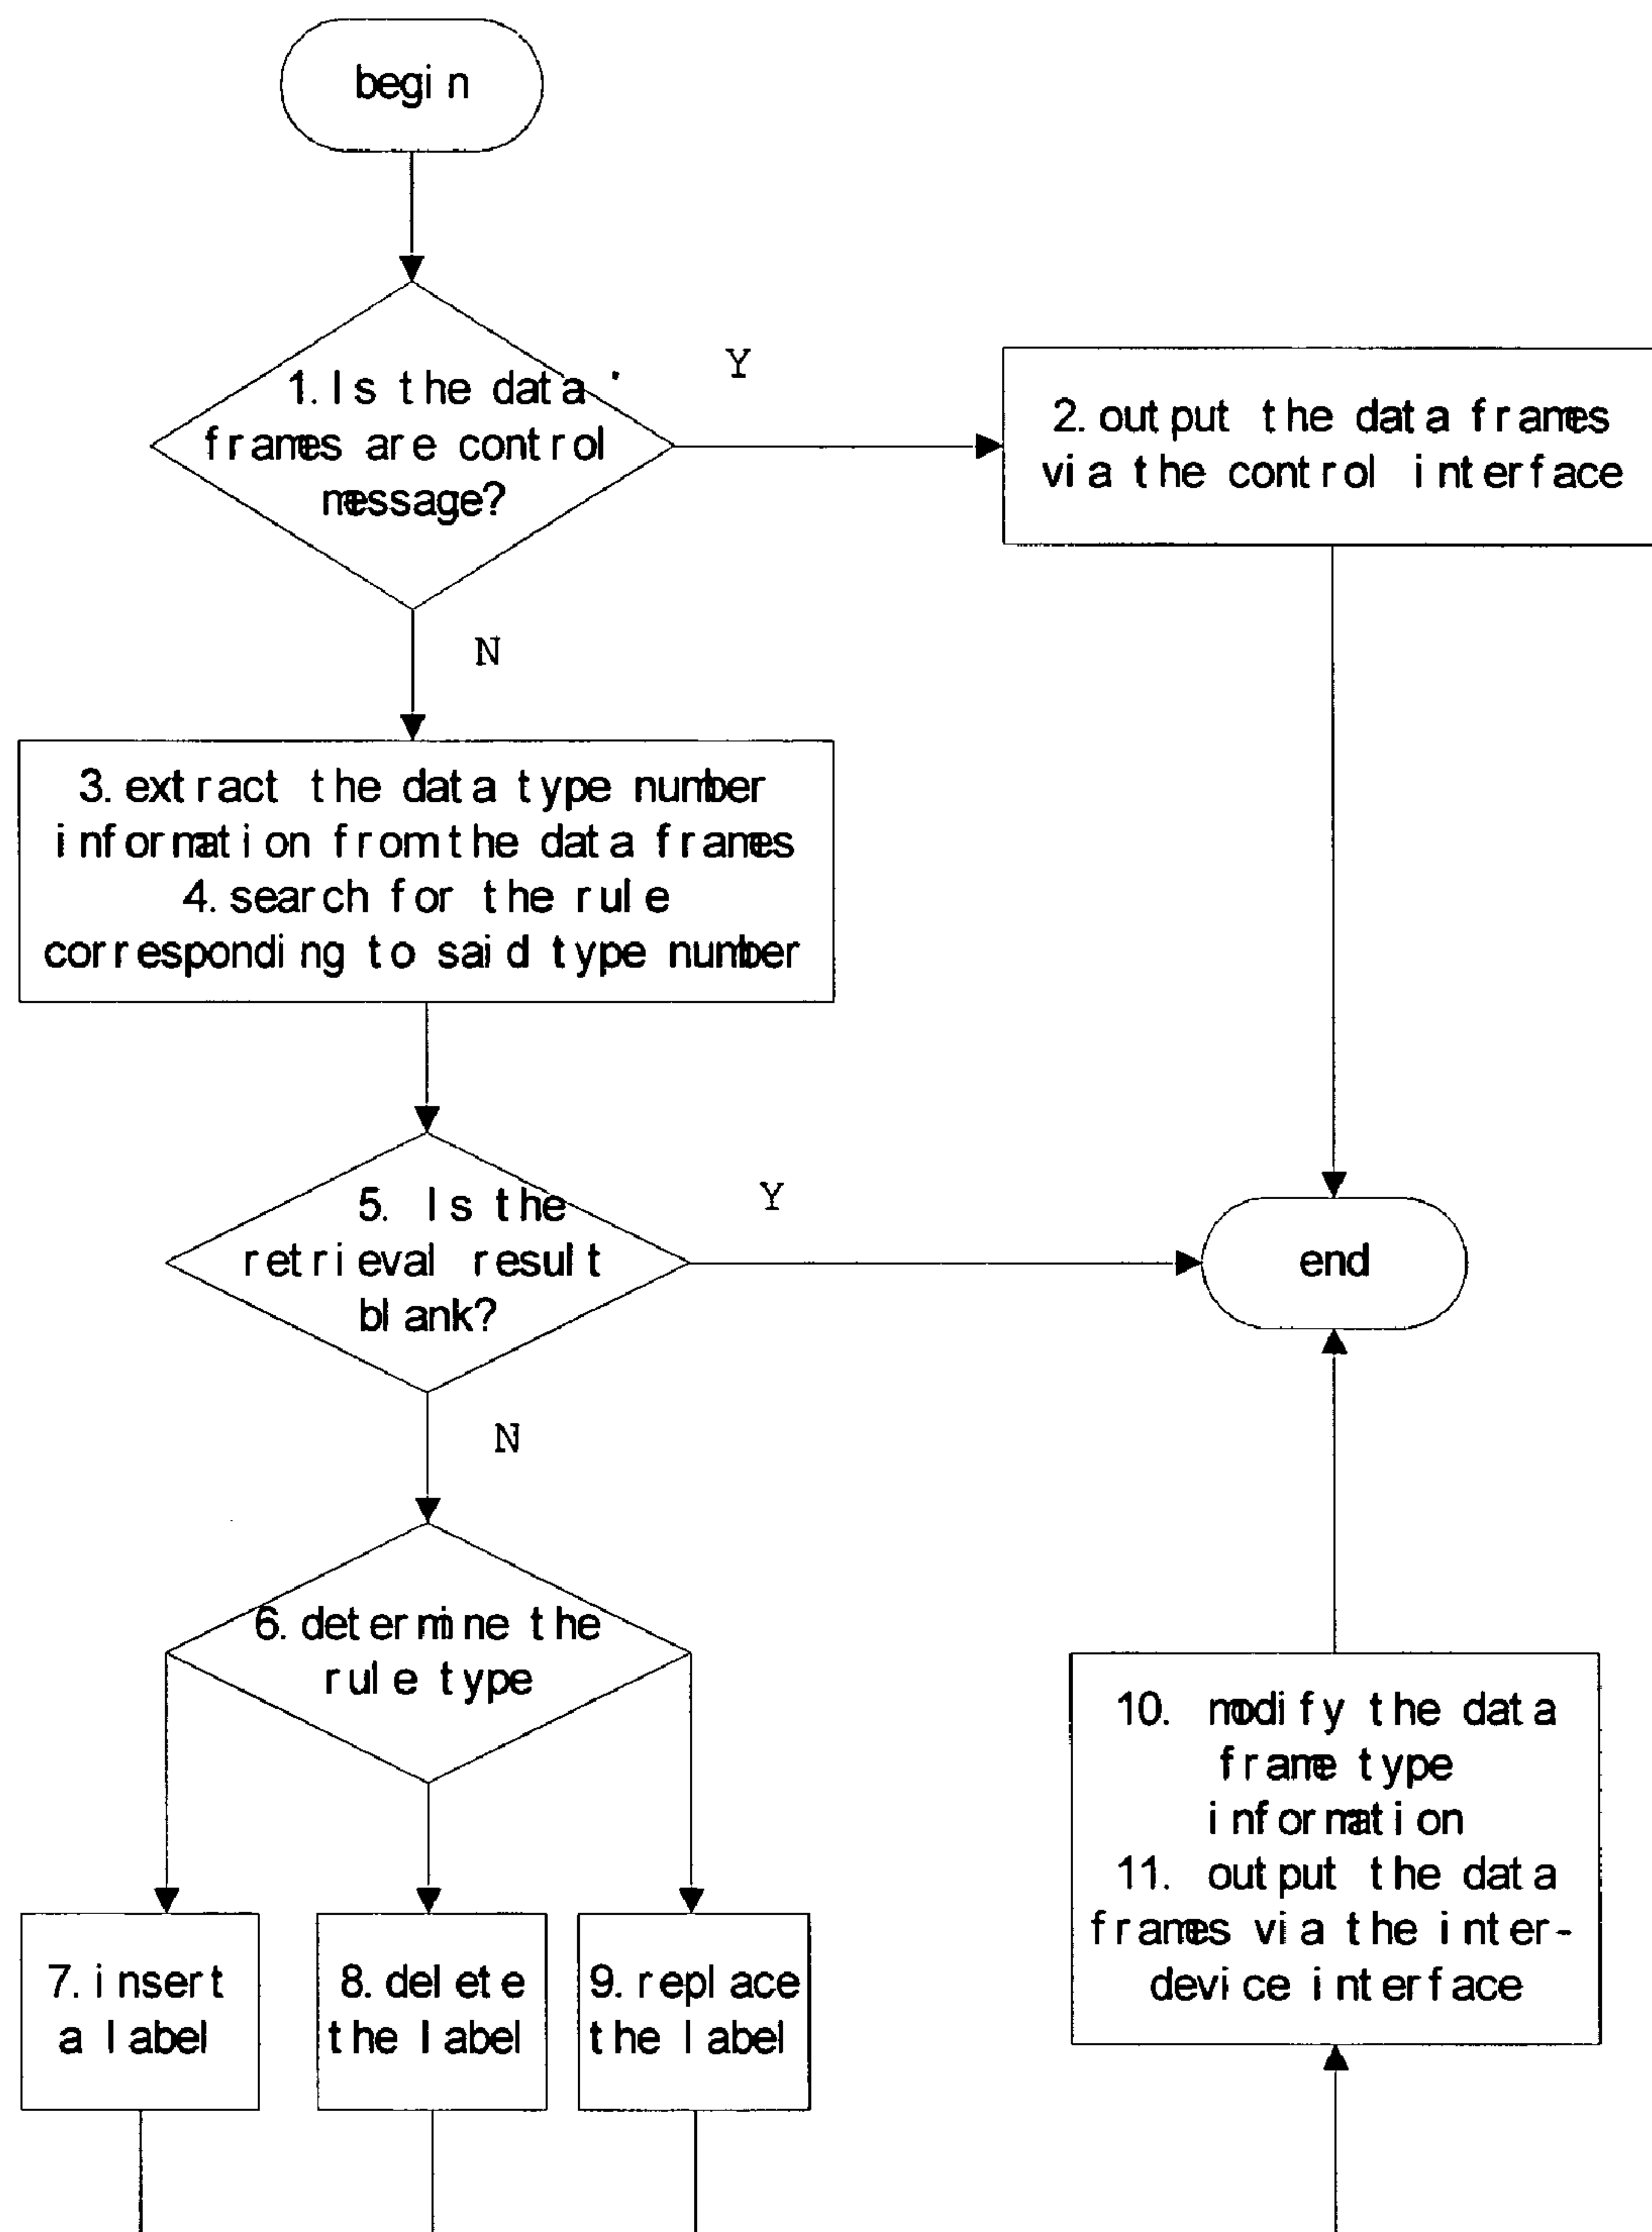 begin
1. Is the data
frames are control
message?
Y
2. output the data frames
via the control interface
N
3. extract the data type number
information from the data frames
4. search for the rule
corresponding to said type number
5. Is the
retrieval result
blank?
Y
end
N
6. determine the
rule type
10. modify the data
frame type
information
11. output the data
frames via the inter-
device interface
7. insert
a label
8. delete
the label
9. replace
the label